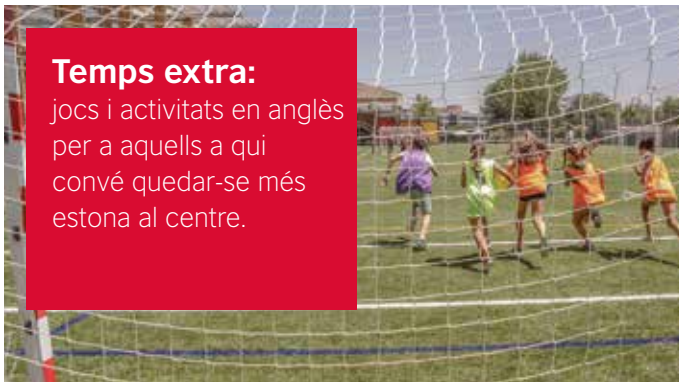 Temps extra:
jocs i activitats en anglès
per a aquells a qui
convé quedar-se més
estona al centre.